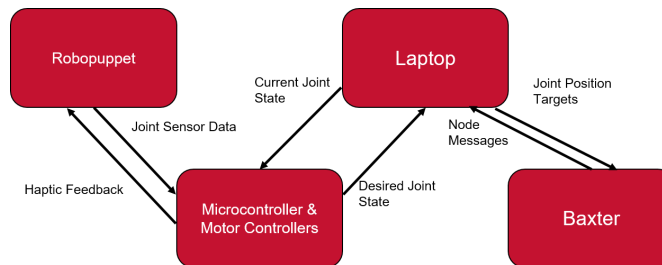 Robopuppet
Laptop
Current Joint
State
Joint Position
Targets
Joint Sensor Data
Node
Messages
Haptic Feedback
Desired Joint
State
Microcontroller &
Motor Controllers
Baxter